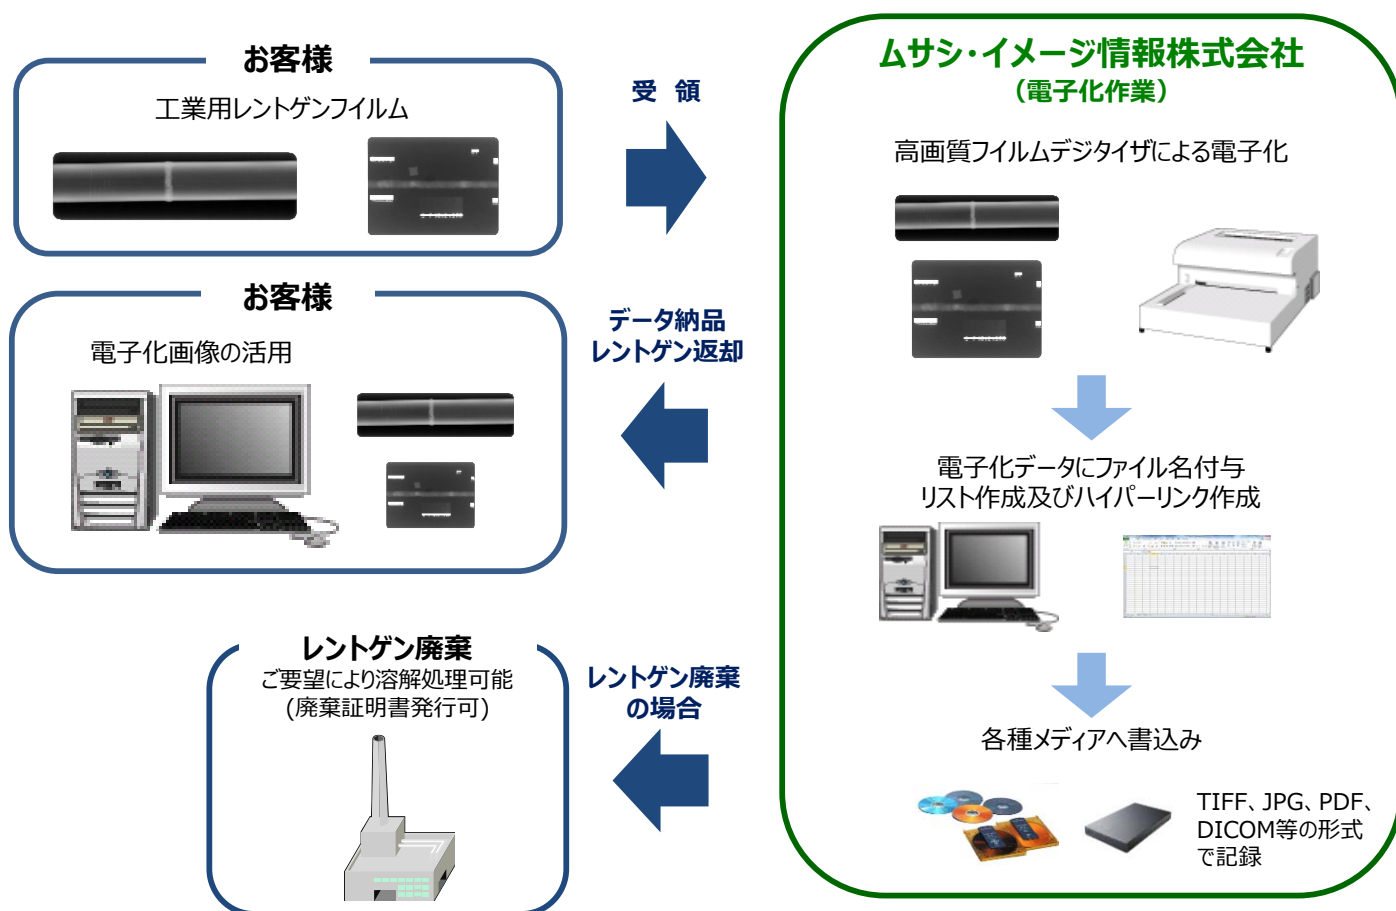 お客様
工業用レントゲンフイルム
受 領
ムサシ・イメージ情報株式会社
（電子化作業）
高画質フイルムデジタイザによる電子化
電子化データにファイル名付与
リスト作成及びハイパーリンク作成
各種メディアへ書込み
TIFF、JPG、PDF、
DICOM等の形式
で記録
データ納品
レントゲン返却
お客様
電子化画像の活用
レントゲン廃棄
の場合
レントゲン廃棄
ご要望により溶解処理可能
(廃棄証明書発行可)